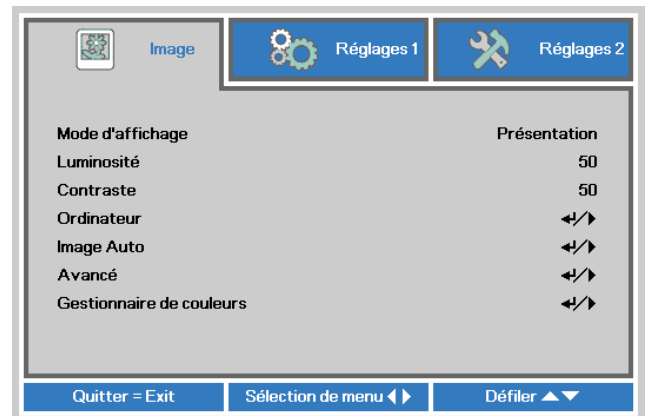 Image
Réglages 1
Réglages 2
Mode d'affichage Présentation
Luminosité 50
Contraste 50
Ordinateur
Image Auto
Avancé
Gestionnaire de couleurs
Quitter = Exit
Sélection de menu
Défiler